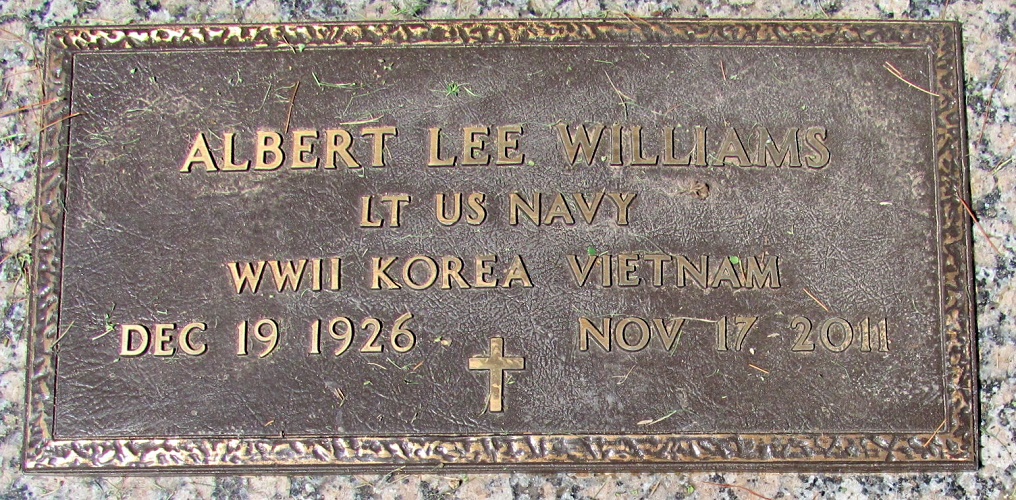 ALBERT LEE WILLIAMS
LT US NAVY
WWII KOREA VIETNAM
DEC 19 1926 NOV 17 2011